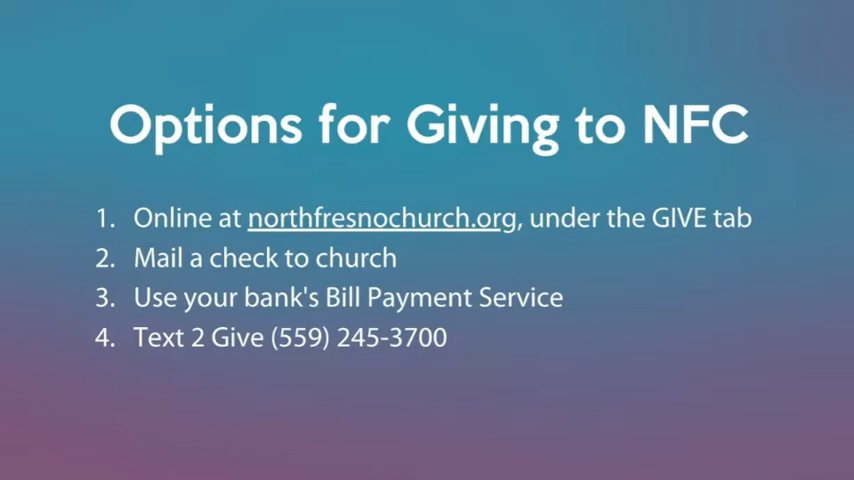 Options for Giving to NFC
1. Online at northfresnochurch.org, under the GIVE tab
2. Mail a check to church
3. Use your bank's Bill Payment Service
4. Text 2 Give (559) 245-3700